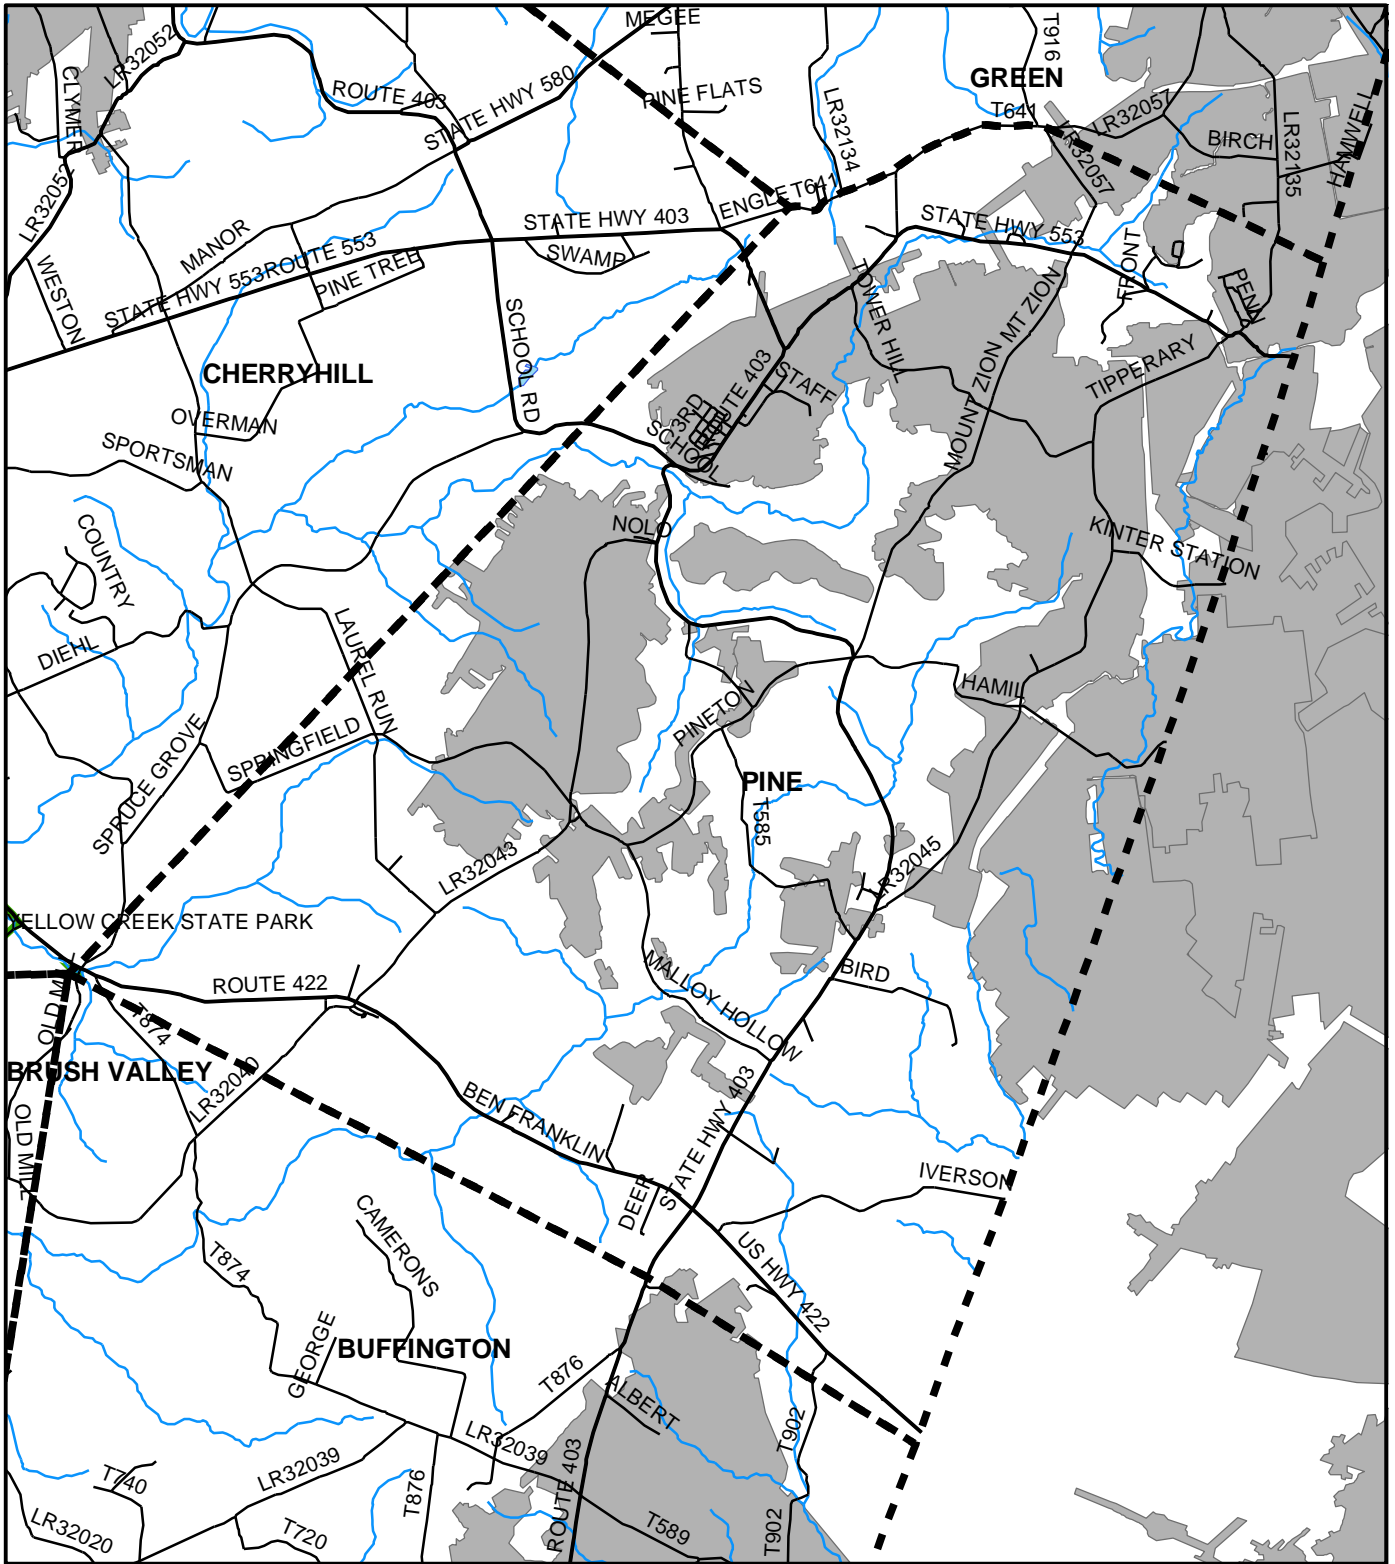 MEGEE
T916
LR32052
CLYMER
GREEN
ROUTE 403
STATE HWY 580
PINE FLATS
LR32134
T641
LR32057
LR32057
BIRCH
LR32135
HAMWELL
LR32052
ENGLE
T641
STATE HWY 403
STATE HWY 553
MANOR
SWAMP
WESTON
STATE HWY 553
ROUTE 553
PINE TREE
FRONT
PENN
TOWER HILL
MT ZION
SCHOOL RD
ROUTE 403
STAFF
TIPPERARY
CHERRYHILL
3RD
OVERMAN
SCHOOL
MOUNT ZION
SPORTSMAN
NOLO
KINTER STATION
COUNTRY
LAUREL RUN
DIEHL
HAMIL
PINETON
SPRUCE GROVE
SPRINGFIELD
PINE
T585
LR32043
LR32045
YELLOW CREEK STATE PARK
ROUTE 422
MALLOY HOLLOW
BIRD
OLD MILL
T874
BRUSH VALLEY
LR32040
OLD MILL
BEN FRANKLIN
STATE HWY 403
IVERSON
DEER
CAMERONS
T874
US HWY 422
GEORGE
BUFFINGTON
T876
ALBERT
T902
LR32039
LR32039
T740
T876
ROUTE 403
LR32020
T720
T589
T902